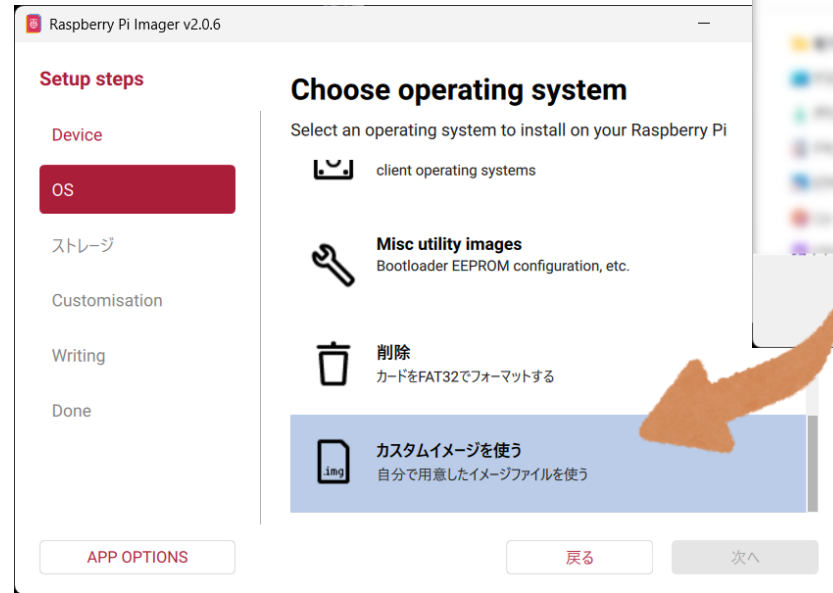 Raspberry Pi Imager v2.0.6
Setup steps
Device
OS
ストレージ
Customisation
Writing
Done
APP OPTIONS
Choose operating system
Select an operating system to install on your Raspberry Pi
client operating systems
Misc utility images
Bootloader EEPROM configuration, etc.
削除
カードをFAT32でフォーマットする
.img
カスタムイメージを使う
自分で用意したイメージファイルを使う
戻る
次へ